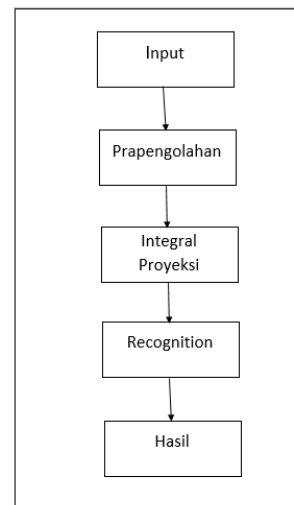 Input
Prapengolahan
Integral
Proyeksi
Recognition
Hasil